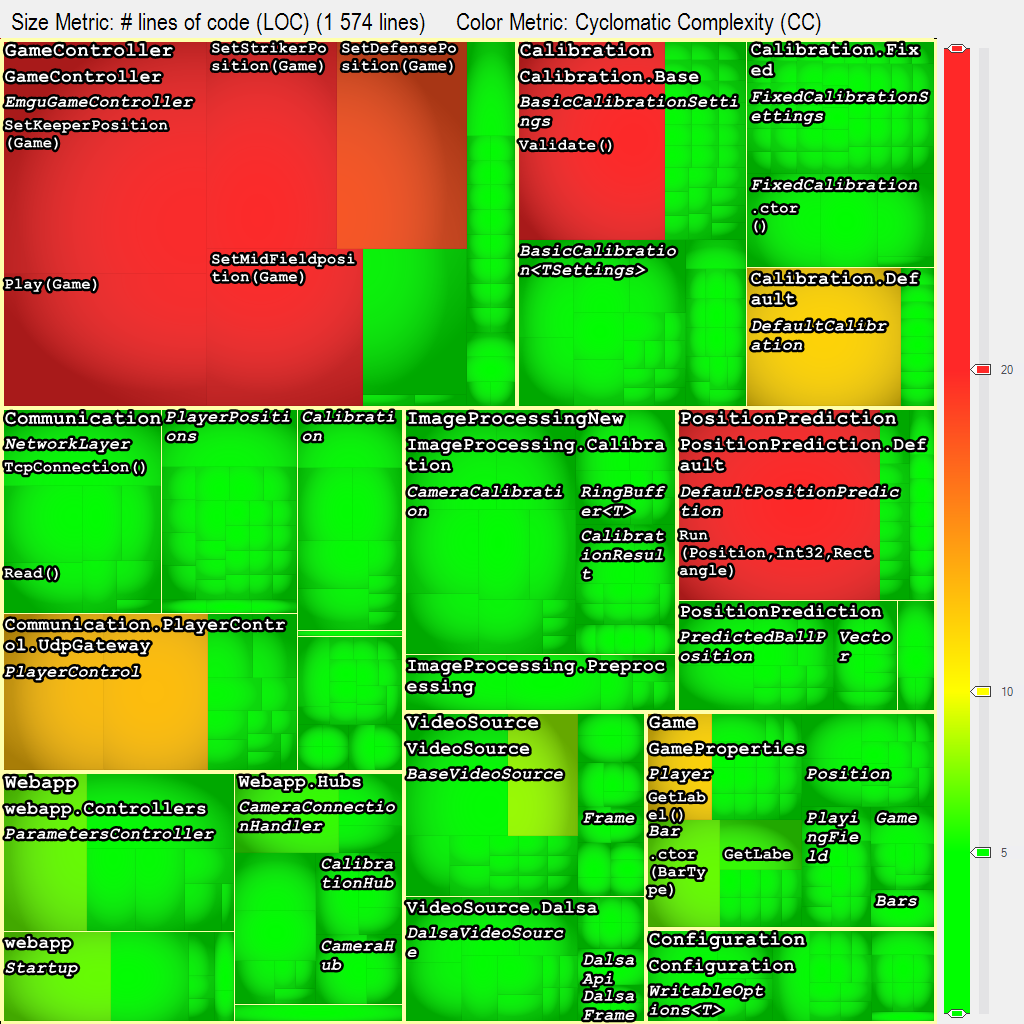 Size Metric: # lines of code (LOC) (1 574 lines)     Color Metric: Cyclomatic Complexity (CC)
GameController
GameController
EmguGameController
SetKeeperPosition
(Game)
SetStrikerPo
sition(Game)
SetDefensePo
sition(Game)
Play(Game)
SetMidFieldposi
tion(Game)
Calibration
Calibration.Base
BasicCalibrationSetti
ngs
Validate()
BasicCalibratio
n<TSettings>
Calibration.Fix
ed
FixedCalibrationS
ettings
FixedCalibration
.ctor
()
Calibration.Def
ault
DefaultCalibr
ation
20
10
5
Communication
NetworkLayer
TcpConnection()
Read()
PlayerPositi
ons
Calibrati
on
Communication.PlayerContr
ol.UdpGateway
PlayerControl
ImageProcessingNew
ImageProcessing.Calibra
tion
CameraCalibrati
on
RingBuff
er<T>
Calibrat
ionResul
t
ImageProcessing.Preproc
essing
PositionPrediction
PositionPrediction.Def
ault
DefaultPositionPredic
tion
Run
(Position,Int32,Rect
angle)
PositionPrediction
PredictedBallP
osition
Vecto
r
Webapp
webapp.Controllers
ParametersController
webapp
Startup
Webapp.Hubs
CameraConnectio
nHandler
Calibra
tionHub
CameraH
ub
VideoSource
VideoSource
BaseVideoSource
Frame
VideoSource.Dalsa
DalsaVideoSourc
e
Dalsa
Api
Dalsa
Frame
Game
GameProperties
Player
GetLab
el()
Bar
.ctor
(BarTy
pe)
GetLabe
Position
Playi
ngFie
ld
Game
Bars
Configuration
Configuration
WritableOpt
ions<T>